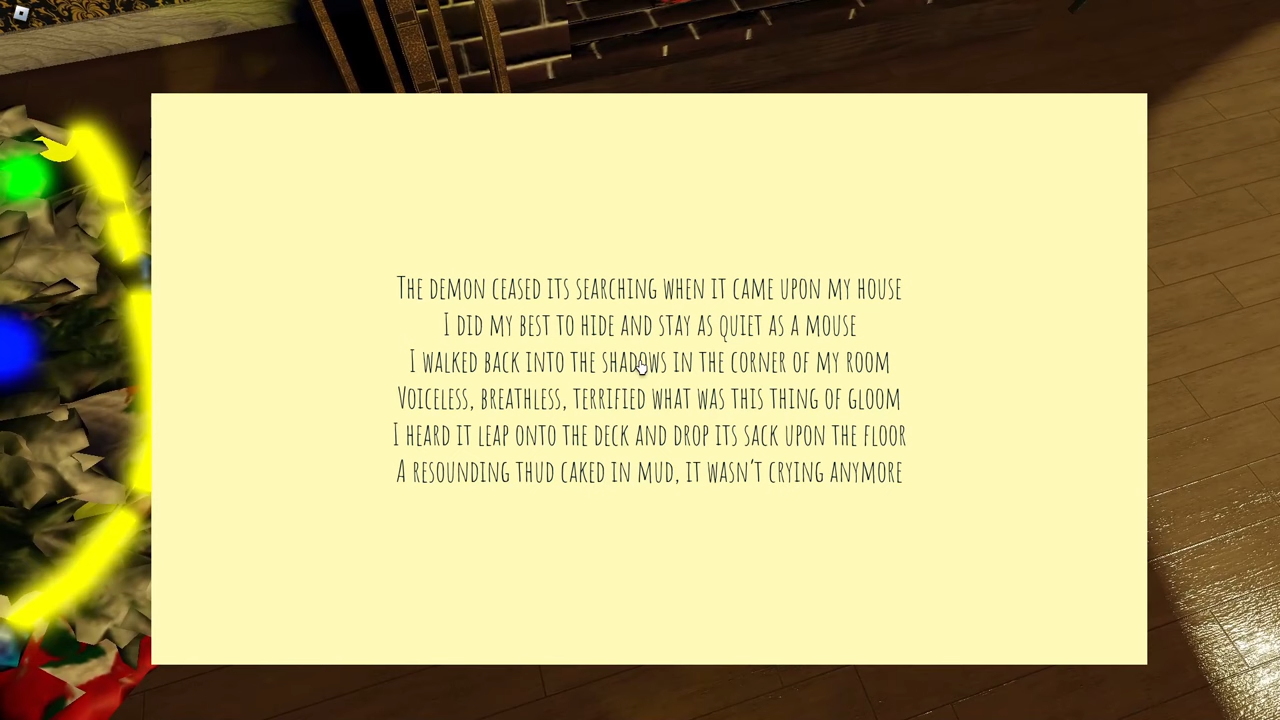 The demon ceased its searching when it came upon my house
I did my best to hide and stay as quiet as a mouse
I walked back into the shadows in the corner of my room
Voiceless, breathless, terrified what was this thing of gloom
I heard it leap onto the deck and drop its sack upon the floor
A resounding thud caked in mud, it wasn't crying anymore